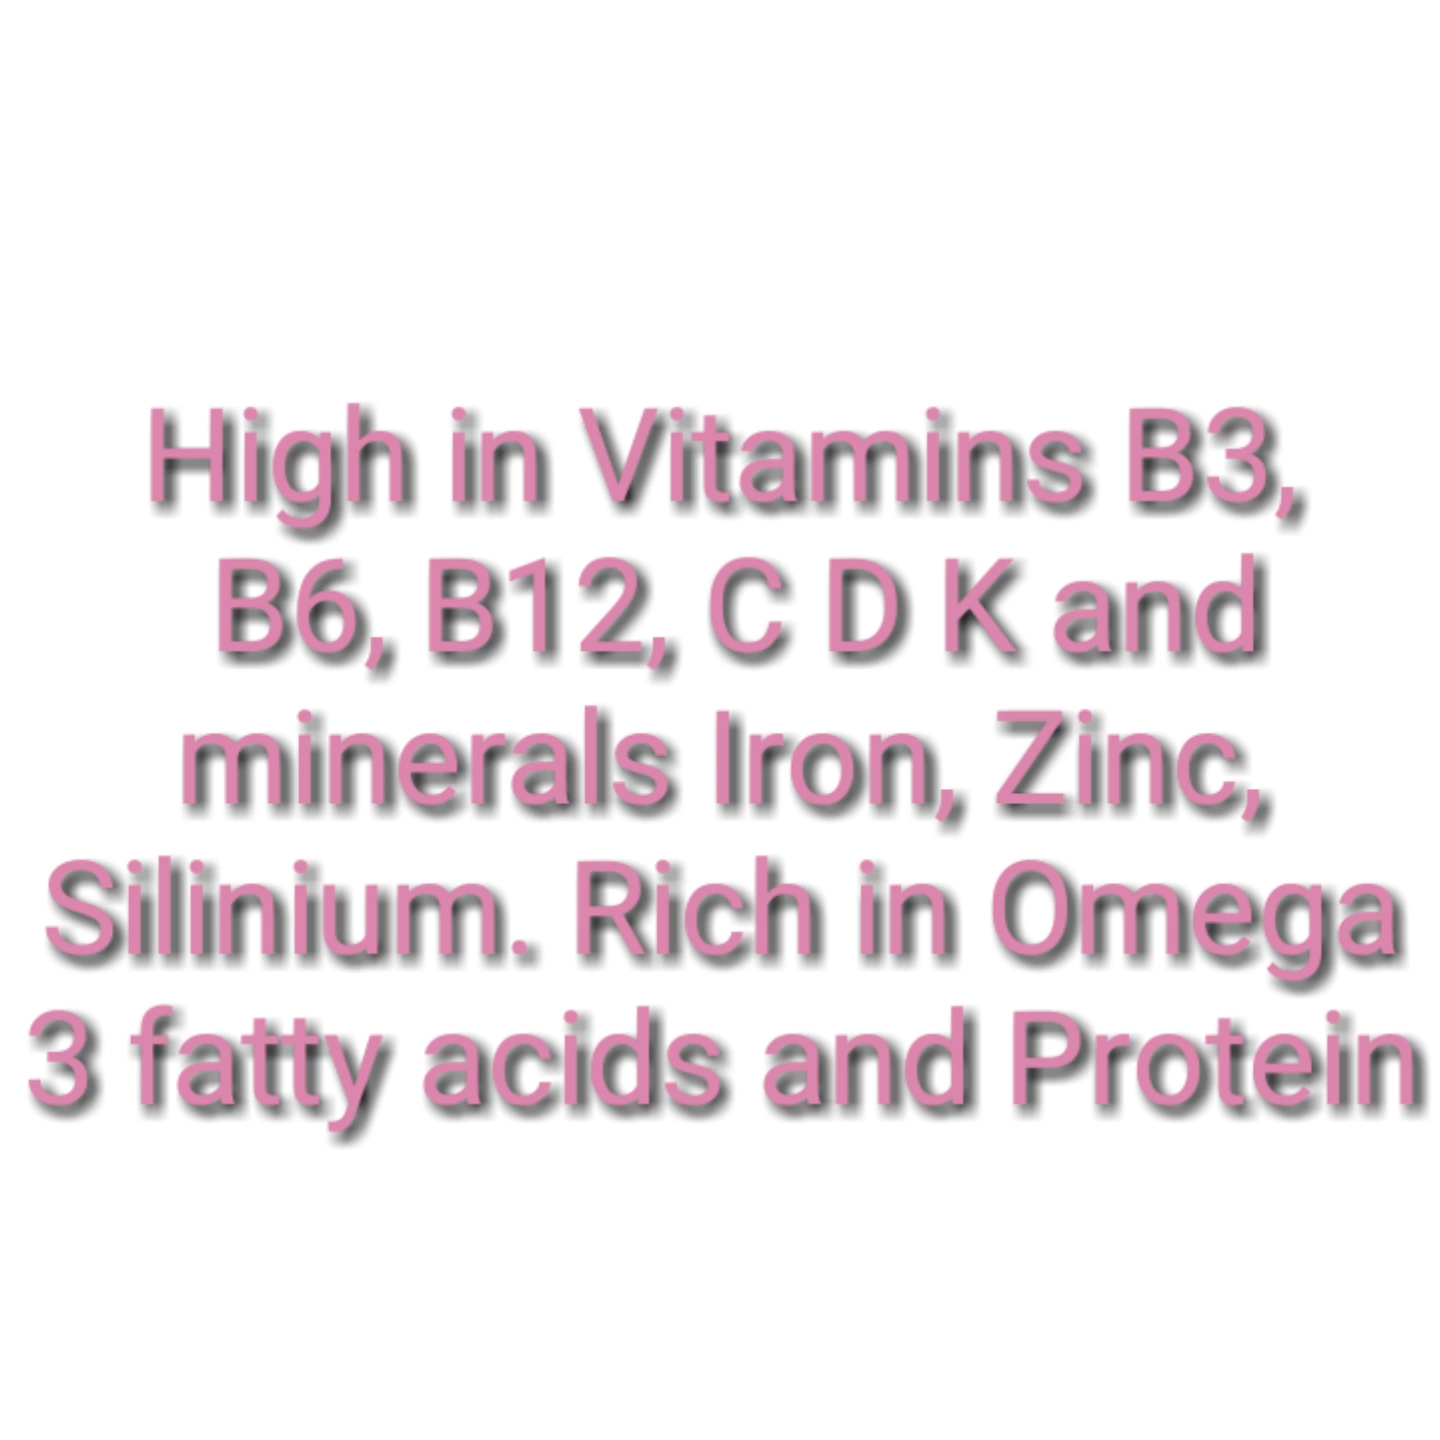 High in Vitamins B3,
B6, B12, C D K and
minerals Iron, Zinc,
Silinium. Rich in Omega
3 fatty acids and Protein